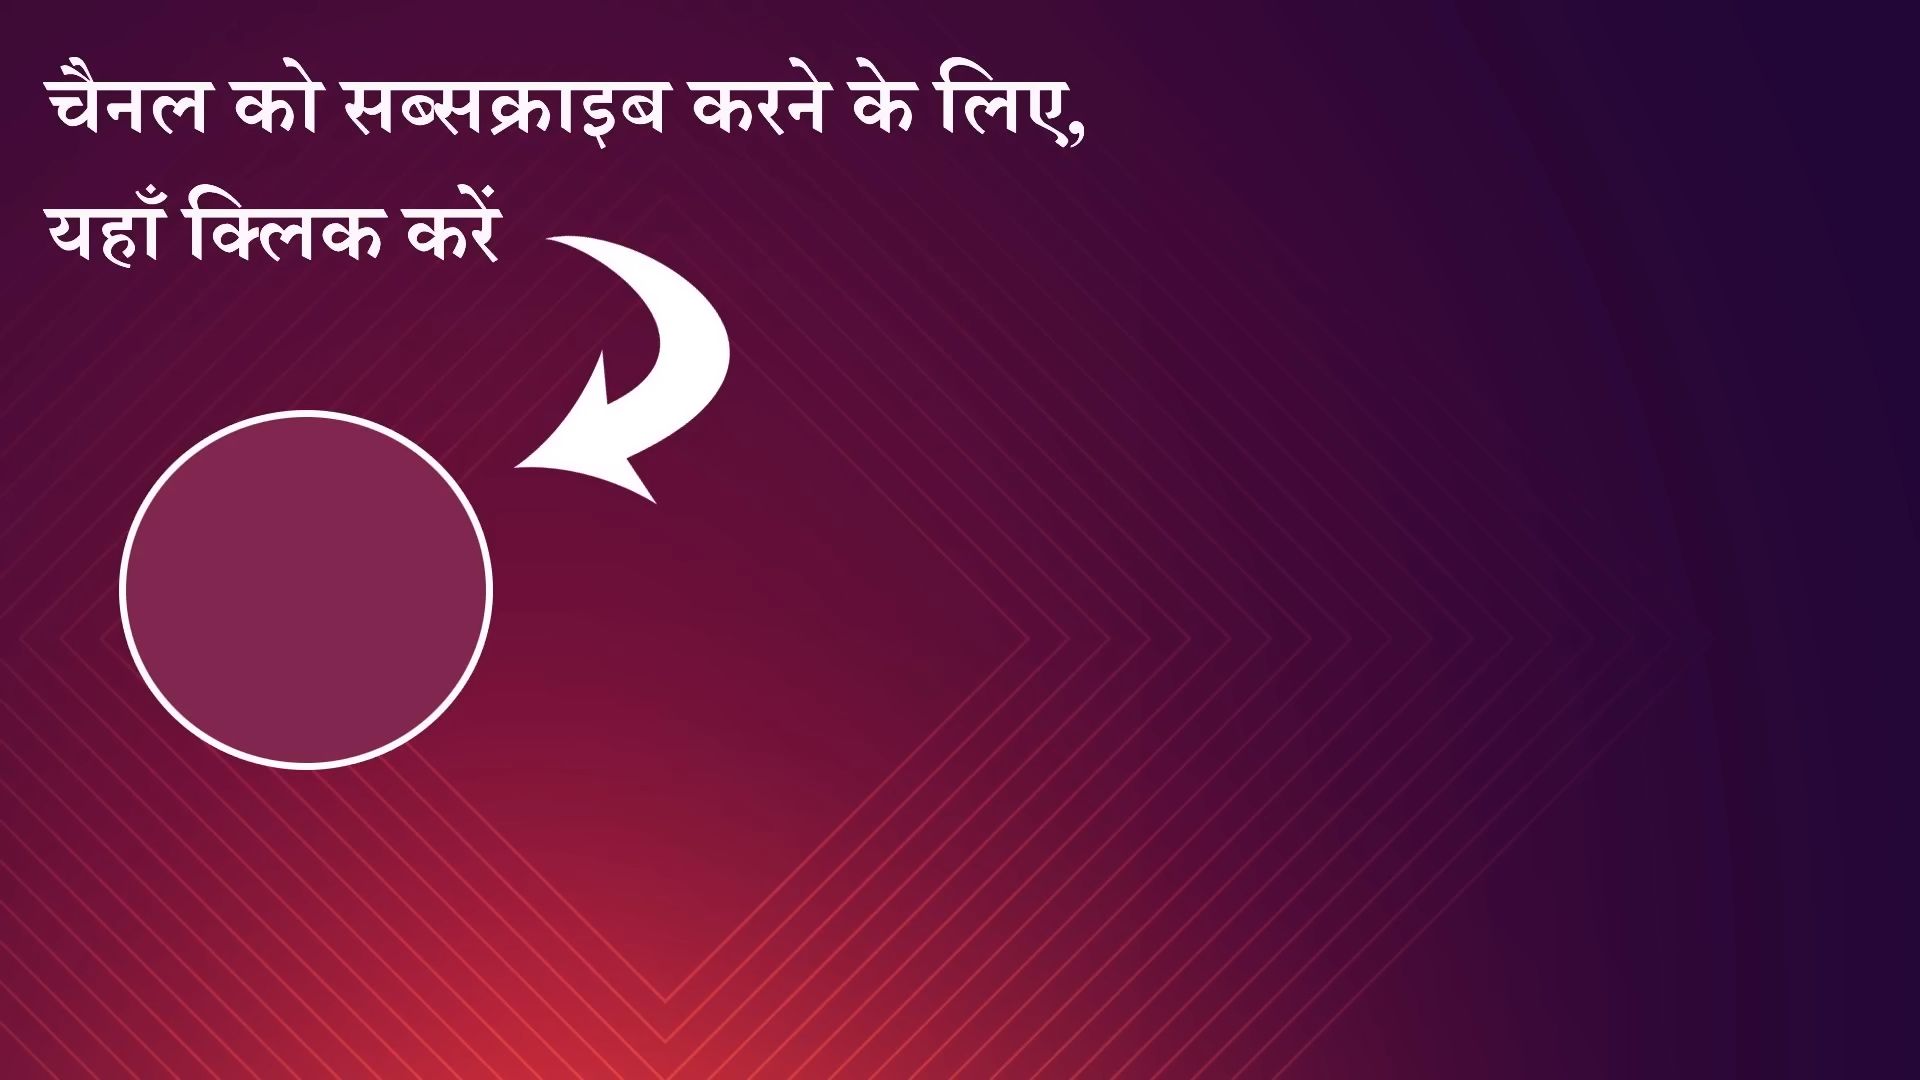 चैनल को सब्सक्राइब करने के लिए,
यहाँ क्लिक करें